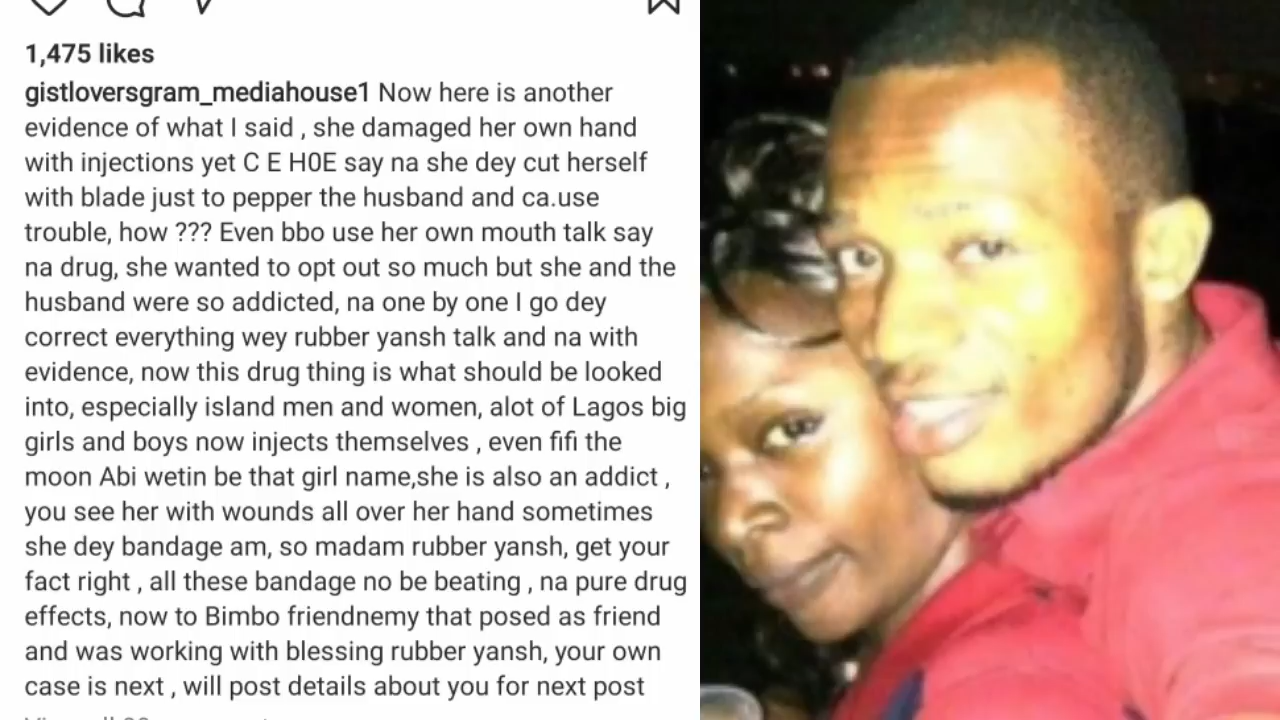 1,475 likes
gistloversgram_mediahouse1 Now here is another
evidence of what I said , she damaged her own hand
with injections yet C E H0E say na she dey cut herself
with blade just to pepper the husband and ca.use
trouble, how ??? Even bbo use her own mouth talk say
na drug, she wanted to opt out so much but she and the
husband were so addicted, na one by one I go dey
correct everything wey rubber yansh talk and na with
evidence, now this drug thing is what should be looked
into, especially island men and women, alot of Lagos big
girls and boys now injects themselves , even fifi the
moon Abi wetin be that girl name,she is also an addict ,
you see her with wounds all over her hand sometimes
she dey bandage am, so madam rubber yansh, get your
fact right , all these bandage no be beating , na pure drug
effects, now to Bimbo friendnemy that posed as friend
and was working with blessing rubber yansh, your own
case is next , will post details about you for next post